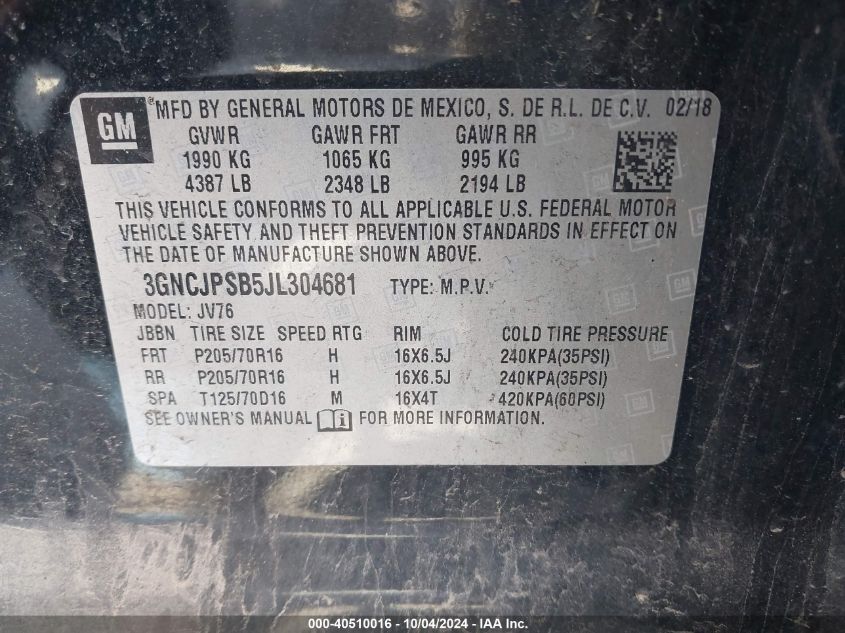 GM
®MFD BY GENERAL MOTORS DE MEXICO, S. DE R.L. DE C.V. 02/18
GVWR GAWR FRT GAWR RR
1990 KG 1065 KG 995 KG
4387 LB 2348 LB 2194 LB
THIS VEHICLE CONFORMS TO ALL APPLICABLE U.S. FEDERAL MOTOR
VEHICLE SAFETY AND THEFT PREVENTION STANDARDS IN EFFECT ON
THE DATE OF MANUFACTURE SHOWN ABOVE.
3GNCJPSB5JL304681 TYPE: M.P.V.
MODEL: JV76
JBBN TIRE SIZE SPEED RTG RIM COLD TIRE PRESSURE
FRT P205/70R16 H 16X6.5J 240KPA(35PSI)
RR P205/70R16 H 16X6.5J 240KPA(35PSI)
SPA T125/70D16 M 16X4T 420KPA(60PSI)
SEE OWNER'S MANUAL FOR MORE INFORMATION.
000-40510016 - 10/04/2024 - IAA Inc.